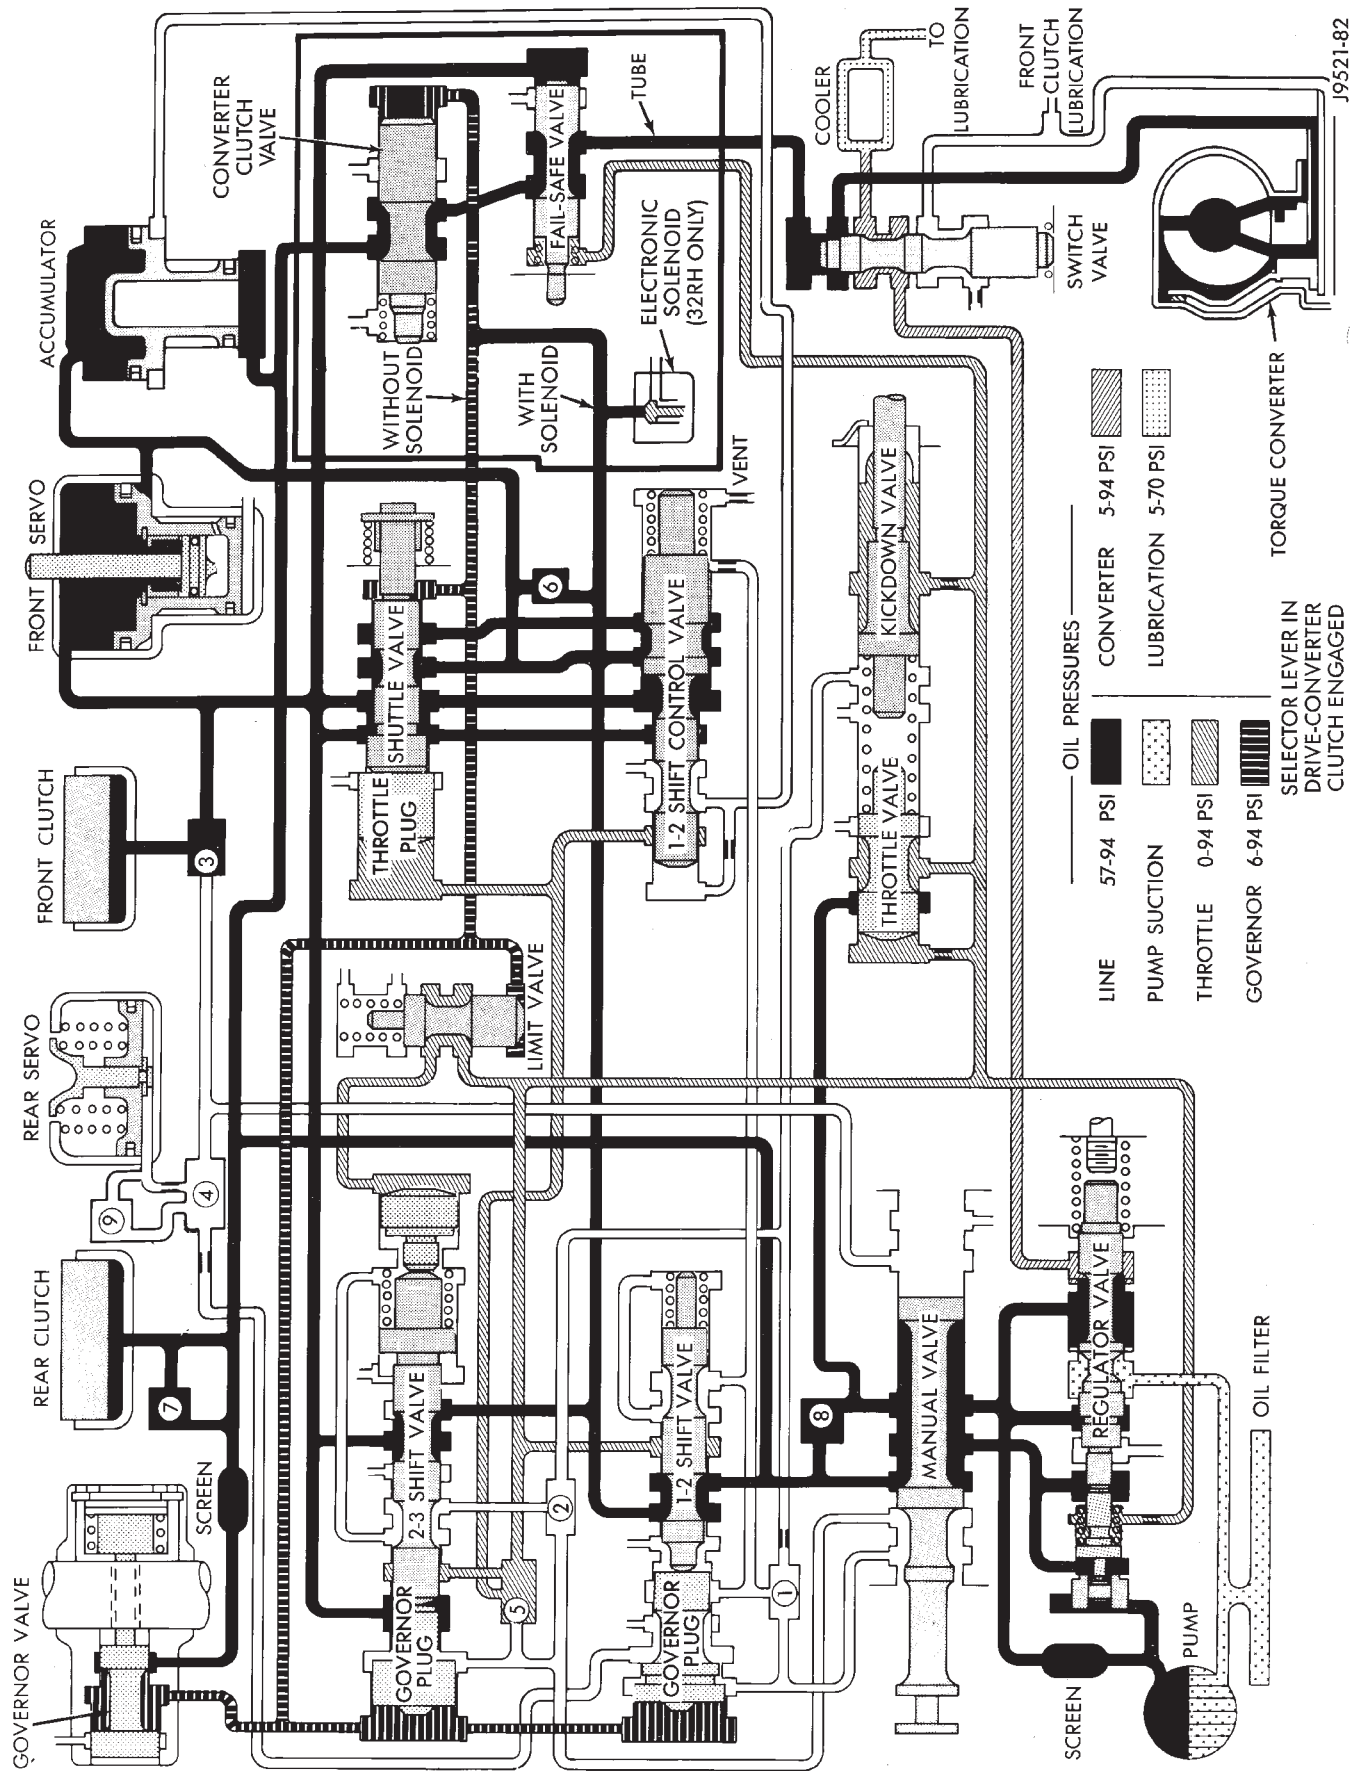 GOVERNOR VALVE
REAR CLUTCH
REAR SERVO
FRONT CLUTCH
FRONT SERVO
ACCUMULATOR
SCREEN
7
9
4
3
CONVERTER
CLUTCH
VALVE
GOVERNOR
PLUG
2-3 SHIFT VALVE
LIMIT VALVE
THROTTLE
PLUG
SHUTTLE VALVE
WITHOUT
SOLENOID
WITH
SOLENOID
FAIL-SAFE VALVE
TUBE
ELECTRONIC
SOLENOID
(32RH ONLY)
5
2
6
GOVERNOR
PLUG
1-2 SHIFT VALVE
1-2 SHIFT CONTROL VALVE
VENT
1
8
COOLER
TO
LUBRICATION
FRONT
CLUTCH
LUBRICATION
MANUAL VALVE
THROTTLE VALVE
KICKDOWN VALVE
SWITCH
VALVE
SCREEN
PUMP
REGULATOR VALVE
OIL FILTER
OIL PRESSURES
LINE 57-94 PSI
PUMP SUCTION
THROTTLE 0-94 PSI
GOVERNOR 6-94 PSI
CONVERTER 5-94 PSI
LUBRICATION 5-70 PSI
TORQUE CONVERTER
SELECTOR LEVER IN
DRIVE-CONVERTER
CLUTCH ENGAGED
J9521-82